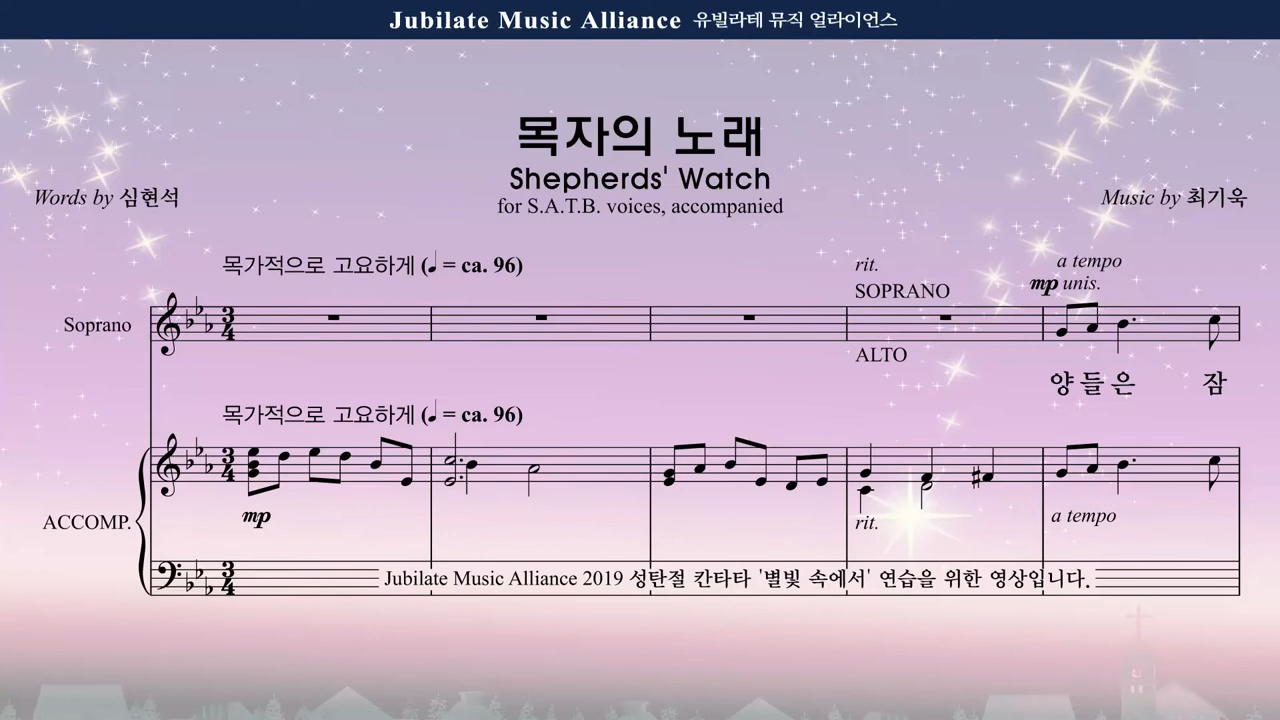 Jubilate Music Alliance 유빌라테 뮤직 얼라이언스
목자의 노래
Shepherds' Watch
for S.A.T.B. voices, accompanied
Words by 심현석
Music by 최기욱
목가적으로 고요하게 (♩ = ca. 96)
rit.
a tempo
SOPRANO
mp unis.
Soprano
ALTO
양 들 은 잠
목가적으로 고요하게 (♩ = ca. 96)
mp
rit.
a tempo
ACCOMP.
Jubilate Music Alliance 2019 성탄절 칸타타 '별빛 속에서' 연습을 위한 영상입니다.